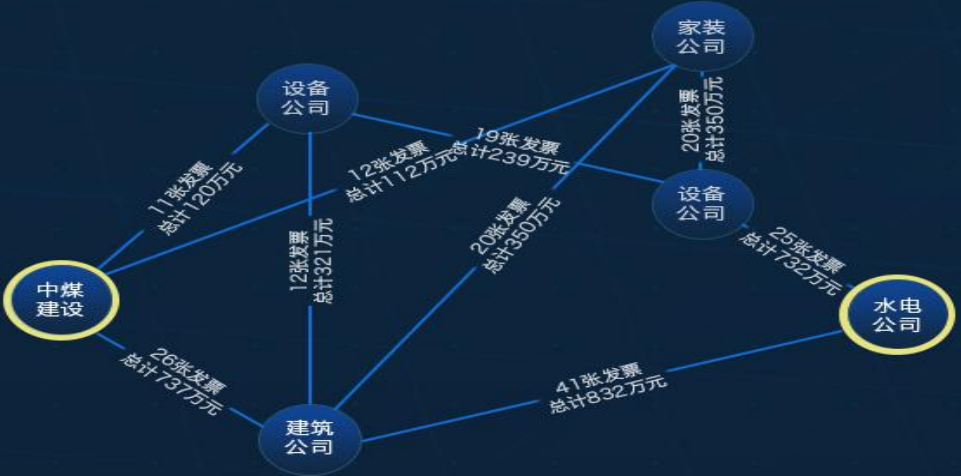 家装
公司
设备
公司
20张发票
总计350万元
19张发票
总计239万元
12张发票
总计112万元
11张发票
总计120万元
设备
公司
20张发票
总计350万元
12张发票
总计321万元
25张发票
总计732万元
中煤
建设
水电
公司
26张发票
总计737万元
41张发票
总计832万元
建筑
公司